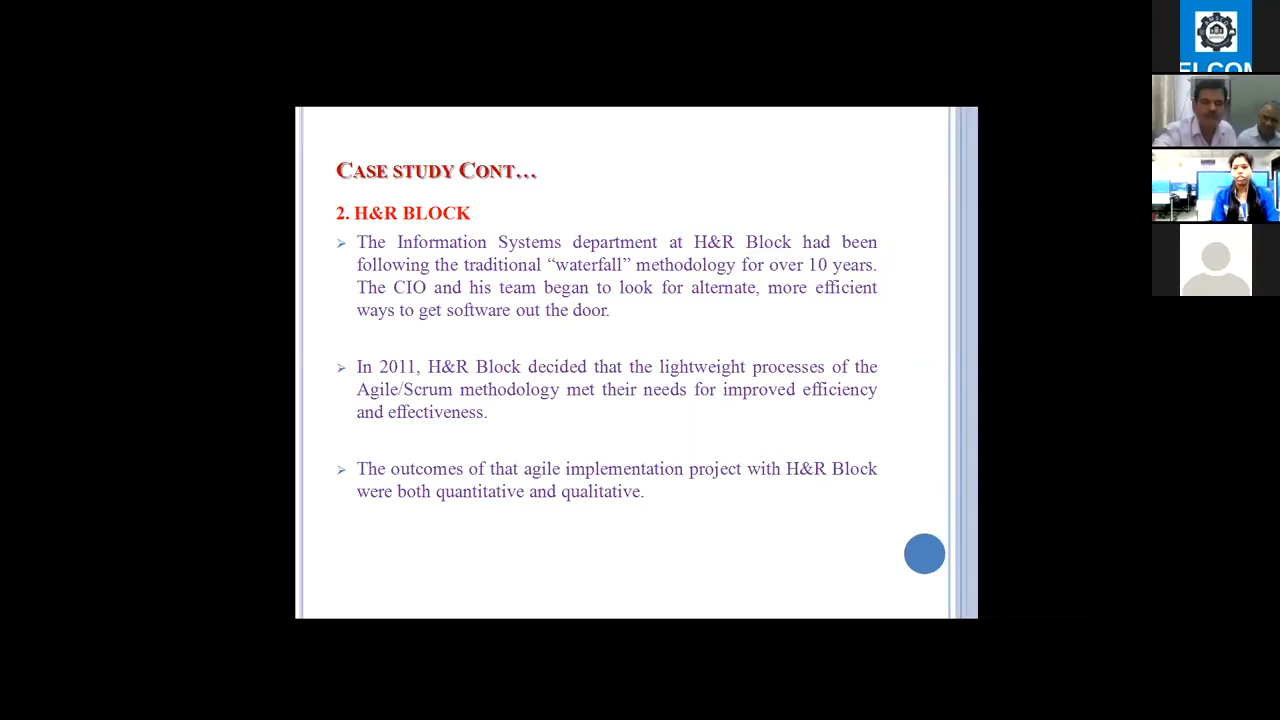 CASE STUDY CONT…
2. H&R BLOCK
The Information Systems department at H&R Block had been
following the traditional “waterfall” methodology for over 10 years.
The CIO and his team began to look for alternate, more efficient
ways to get software out the door.
In 2011, H&R Block decided that the lightweight processes of the
Agile/Scrum methodology met their needs for improved efficiency
and effectiveness.
The outcomes of that agile implementation project with H&R Block
were both quantitative and qualitative.